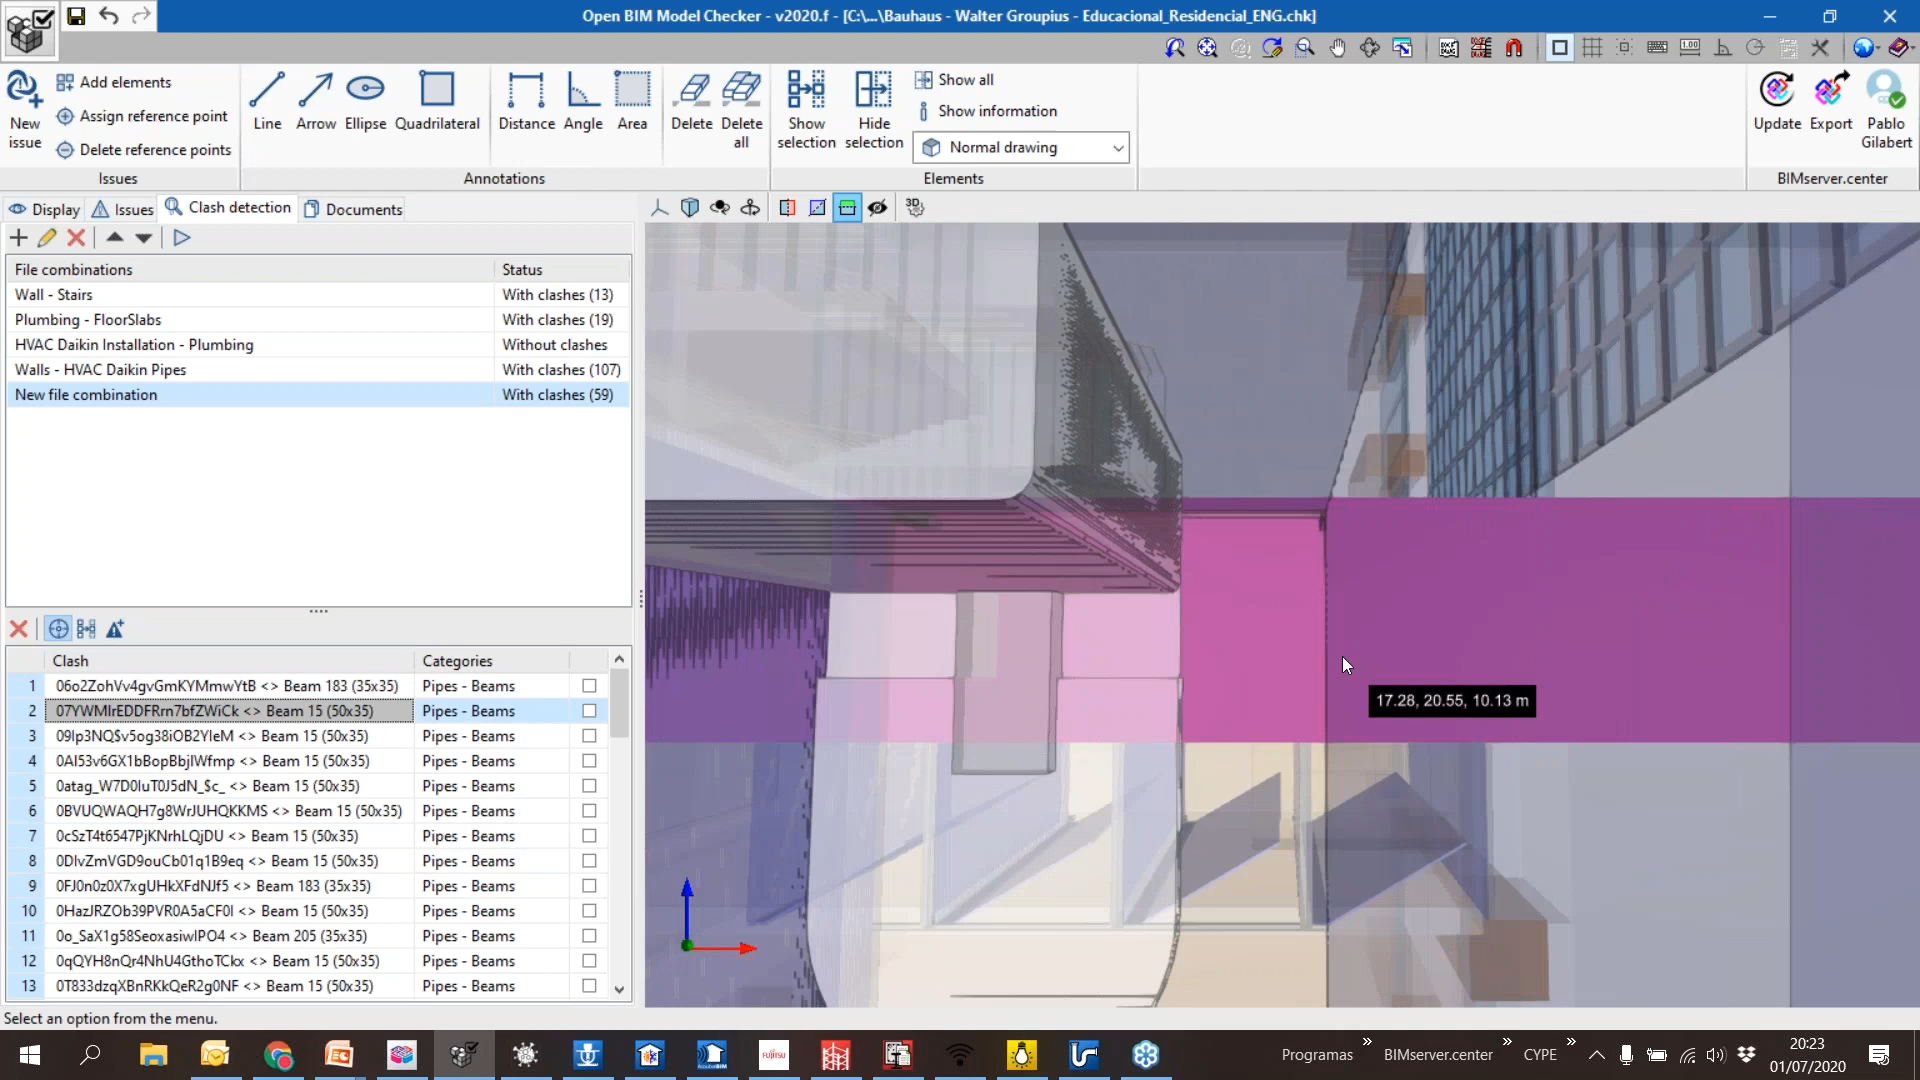 Open BIM Model Checker - v2020.f - [C:\...\Bauhaus - Walter Groupius - Educacional_Residencial_ENG.chk]
New issue
Add elements
Assign reference point
Delete reference points
Issues
Line
Arrow
Ellipse
Quadrilateral
Distance
Angle
Area
Delete
Delete all
Annotations
Show selection
Hide selection
Show all
Show information
Normal drawing
Elements
Update
Export
Pablo Gilabert
BIMserver.center
Display
Issues
Clash detection
Documents
3D
File combinations Status
Wall - Stairs With clashes (13)
Plumbing - FloorSlabs With clashes (19)
HVAC Daikin Installation - Plumbing Without clashes
Walls - HVAC Daikin Pipes With clashes (107)
New file combination With clashes (59)
Clash Categories
1 06o2ZohVv4gvGmKYMmwYtB <> Beam 183 (35x35) Pipes - Beams
2 07YWMIrEDDFRrn7bfZWiCk <> Beam 15 (50x35) Pipes - Beams
3 09lp3NQ$v5og38iOB2YleM <> Beam 15 (50x35) Pipes - Beams
4 0AI53v6GX1bBopBbjlWfmp <> Beam 15 (50x35) Pipes - Beams
5 0atag_W7D0IuT0J5dN_$c_ <> Beam 15 (50x35) Pipes - Beams
6 0BVUQWAQH7g8WrJUHQKKMS <> Beam 15 (50x35) Pipes - Beams
7 0cSzT4t6547PjKNrhLQjDU <> Beam 15 (50x35) Pipes - Beams
8 0DlvZmVGD9ouCb01q1B9eq <> Beam 15 (50x35) Pipes - Beams
9 0FJ0n0z0X7xgUHkXFdNJf5 <> Beam 183 (35x35) Pipes - Beams
10 0HazJRZOb39PVR0A5aCF0l <> Beam 15 (50x35) Pipes - Beams
11 0o_SaX1g58SeoxasiwIPO4 <> Beam 205 (35x35) Pipes - Beams
12 0qQYH8nQr4NhU4GthoTCkx <> Beam 15 (50x35) Pipes - Beams
13 0T833dzqXBnRKkQeR2g0NF <> Beam 15 (50x35) Pipes - Beams
17.28, 20.55, 10.13 m
Select an option from the menu.
FUJITSU
Programas » BIMserver.center » CYPE »
20:23
01/07/2020